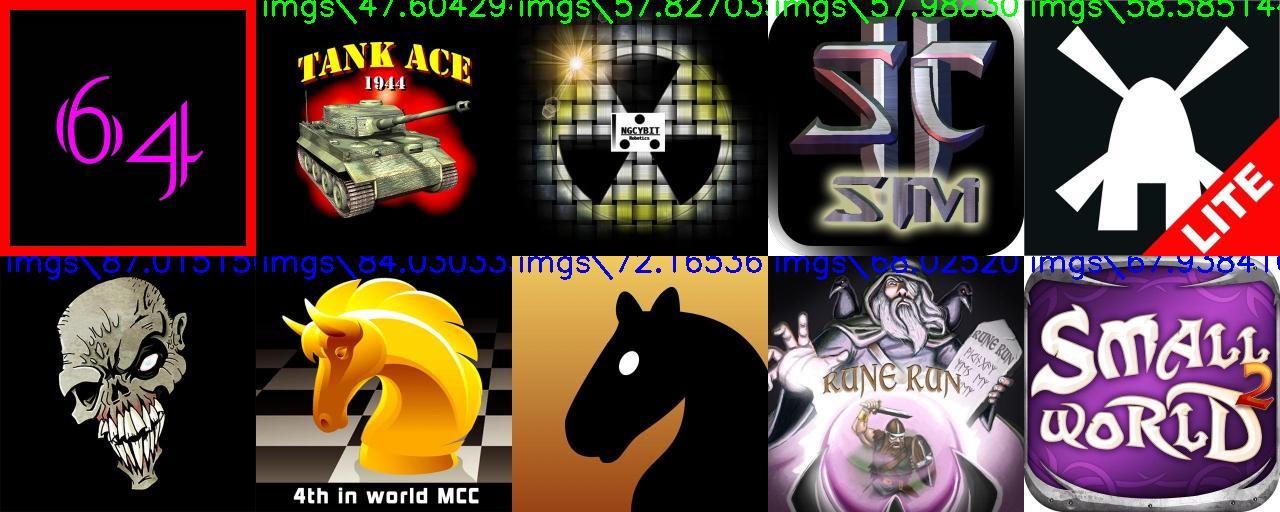 imgs\47.60429
imgs\57.82703
imgs\57.98830
imgs\58.58514
64
TANK ACE
1944
NGCYBIT
Robotics
SC
SIM
LITE
imgs\87.01515
imgs\84.03033
imgs\72.16536
imgs\68.02520
imgs\67.93841
4th in world MCC
RUNE RUN
RUNE RUN
SMALL
WORLD
2